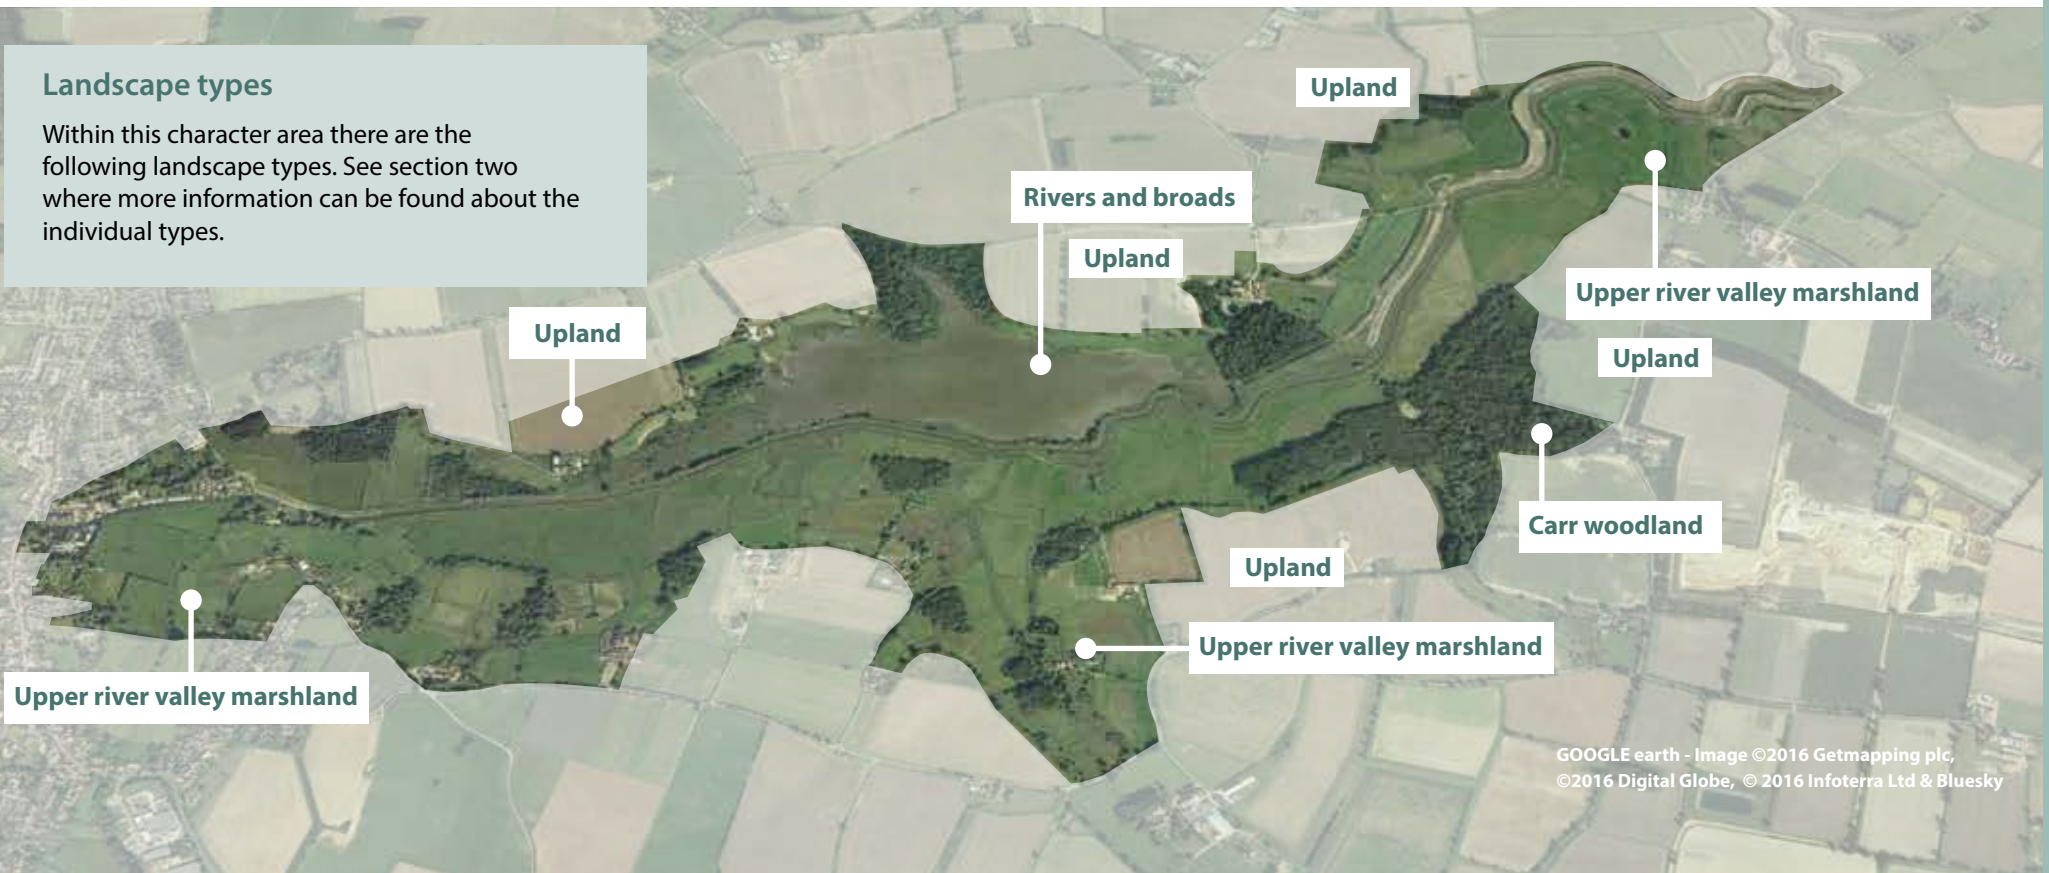 Landscape types
Within this character area there are the
following landscape types. See section two
where more information can be found about the
individual types.
Upland
Rivers and broads
Upland
Upper river valley marshland
Upland
Upland
Carr woodland
Upland
Upper river valley marshland
Upper river valley marshland
GOOGLE earth - Image ©2016 Getmapping plc,
©2016 Digital Globe, © 2016 Infoterra Ltd & Bluesky